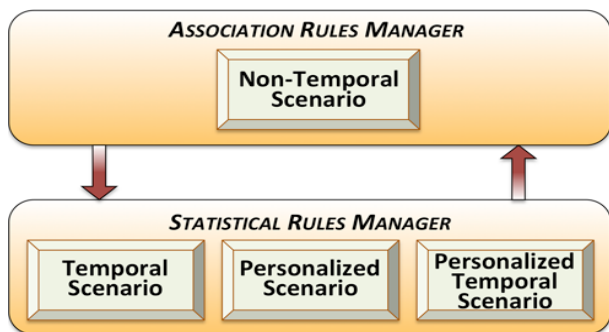 ASSOCIATION RULES MANAGER
Non-Temporal
Scenario
STATISTICAL RULES MANAGER
Temporal
Scenario
Personalized
Scenario
Personalized
Temporal
Scenario